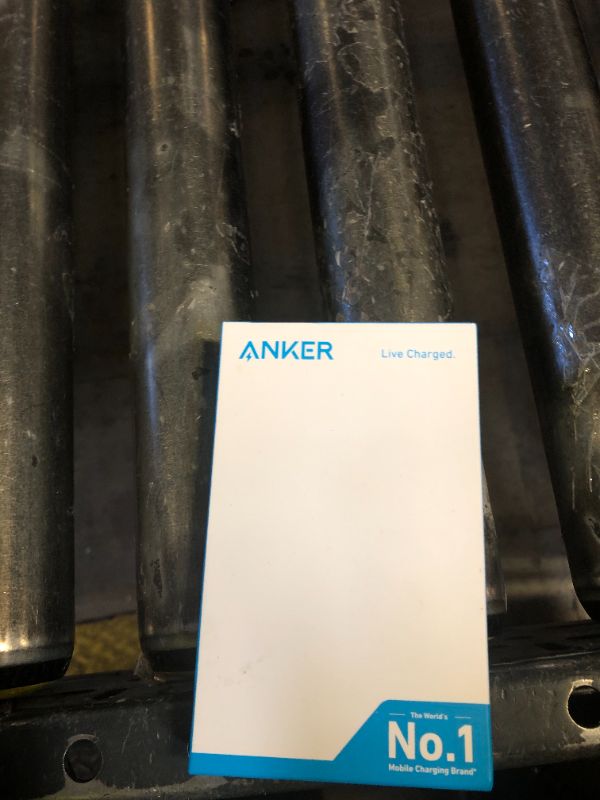 ANKER
Live Charged.
The World's
No.1
Mobile Charging Brand*